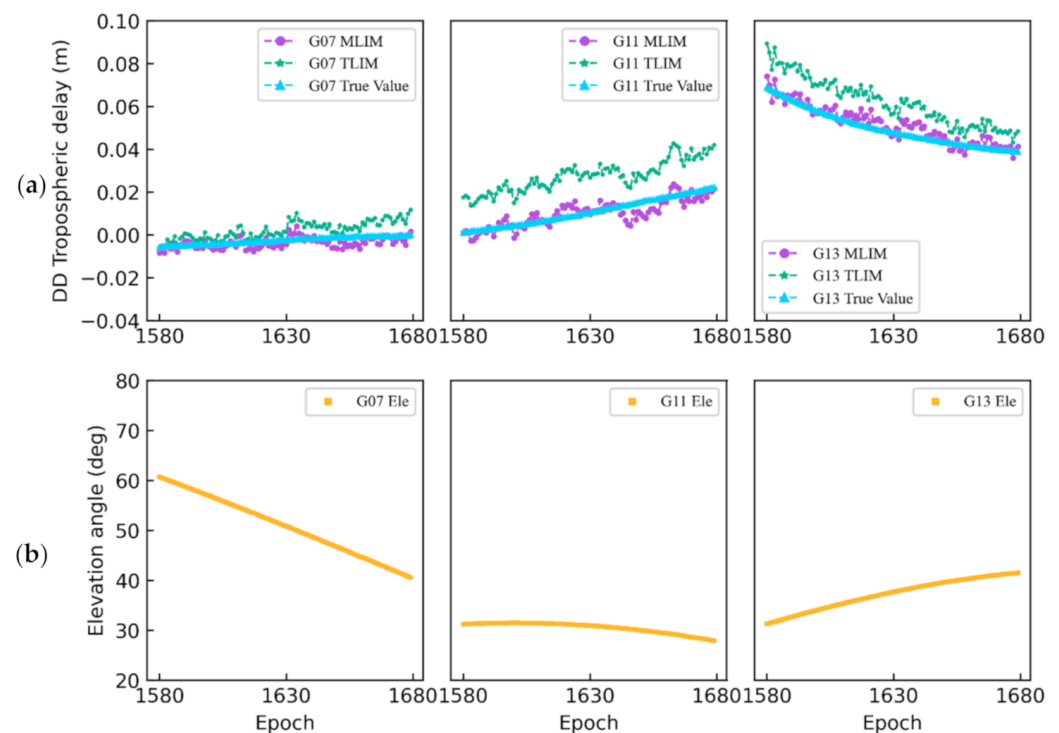 (a)
DD Tropospheric delay (m)
0.10
0.08
0.06
0.04
0.02
0.00
−0.02
−0.04
G07 MLIM
G07 TLIM
G07 True Value
1580
1630
1680
G11 MLIM
G11 TLIM
G11 True Value
1580
1630
1680
G13 MLIM
G13 TLIM
G13 True Value
1580
1630
1680
(b)
Elevation angle (deg)
80
70
60
50
40
30
20
G07 Ele
1580
1630
1680
Epoch
G11 Ele
1580
1630
1680
Epoch
G13 Ele
1580
1630
1680
Epoch